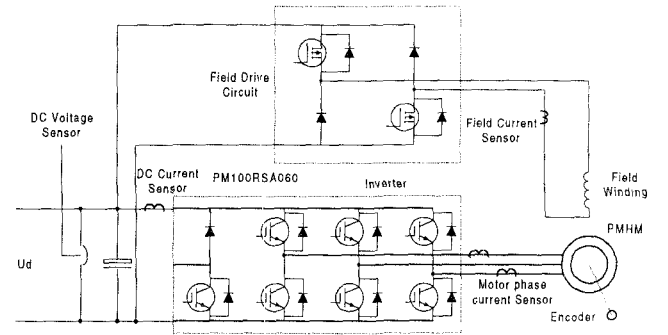 Field Drive
Circuit
DC Voltage
Sensor
Field Current
Sensor
DC Current
Sensor
PM100RSA060
Inverter
Field
Winding
PMHM
Ud
Motor phase
current Sensor
Encoder